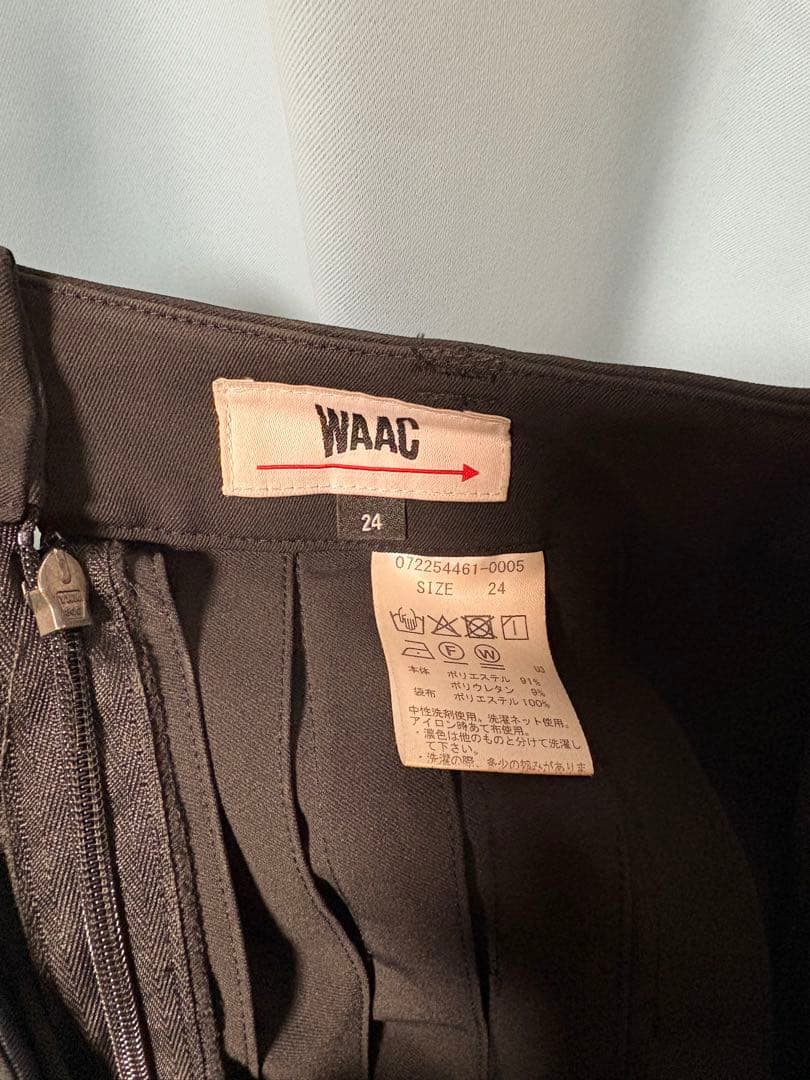 WAAC
24
072254461-0005
SIZE 24
F W
U3
本体 ポリエステル 91%
ポリウレタン 9%
袋布 ポリエステル100%
中性洗剤使用。洗濯ネット使用。
アイロン時あて布使用。
・濃色は他のものと分けて洗濯し
て下さい。
・洗濯の際、多少の縮みがありま